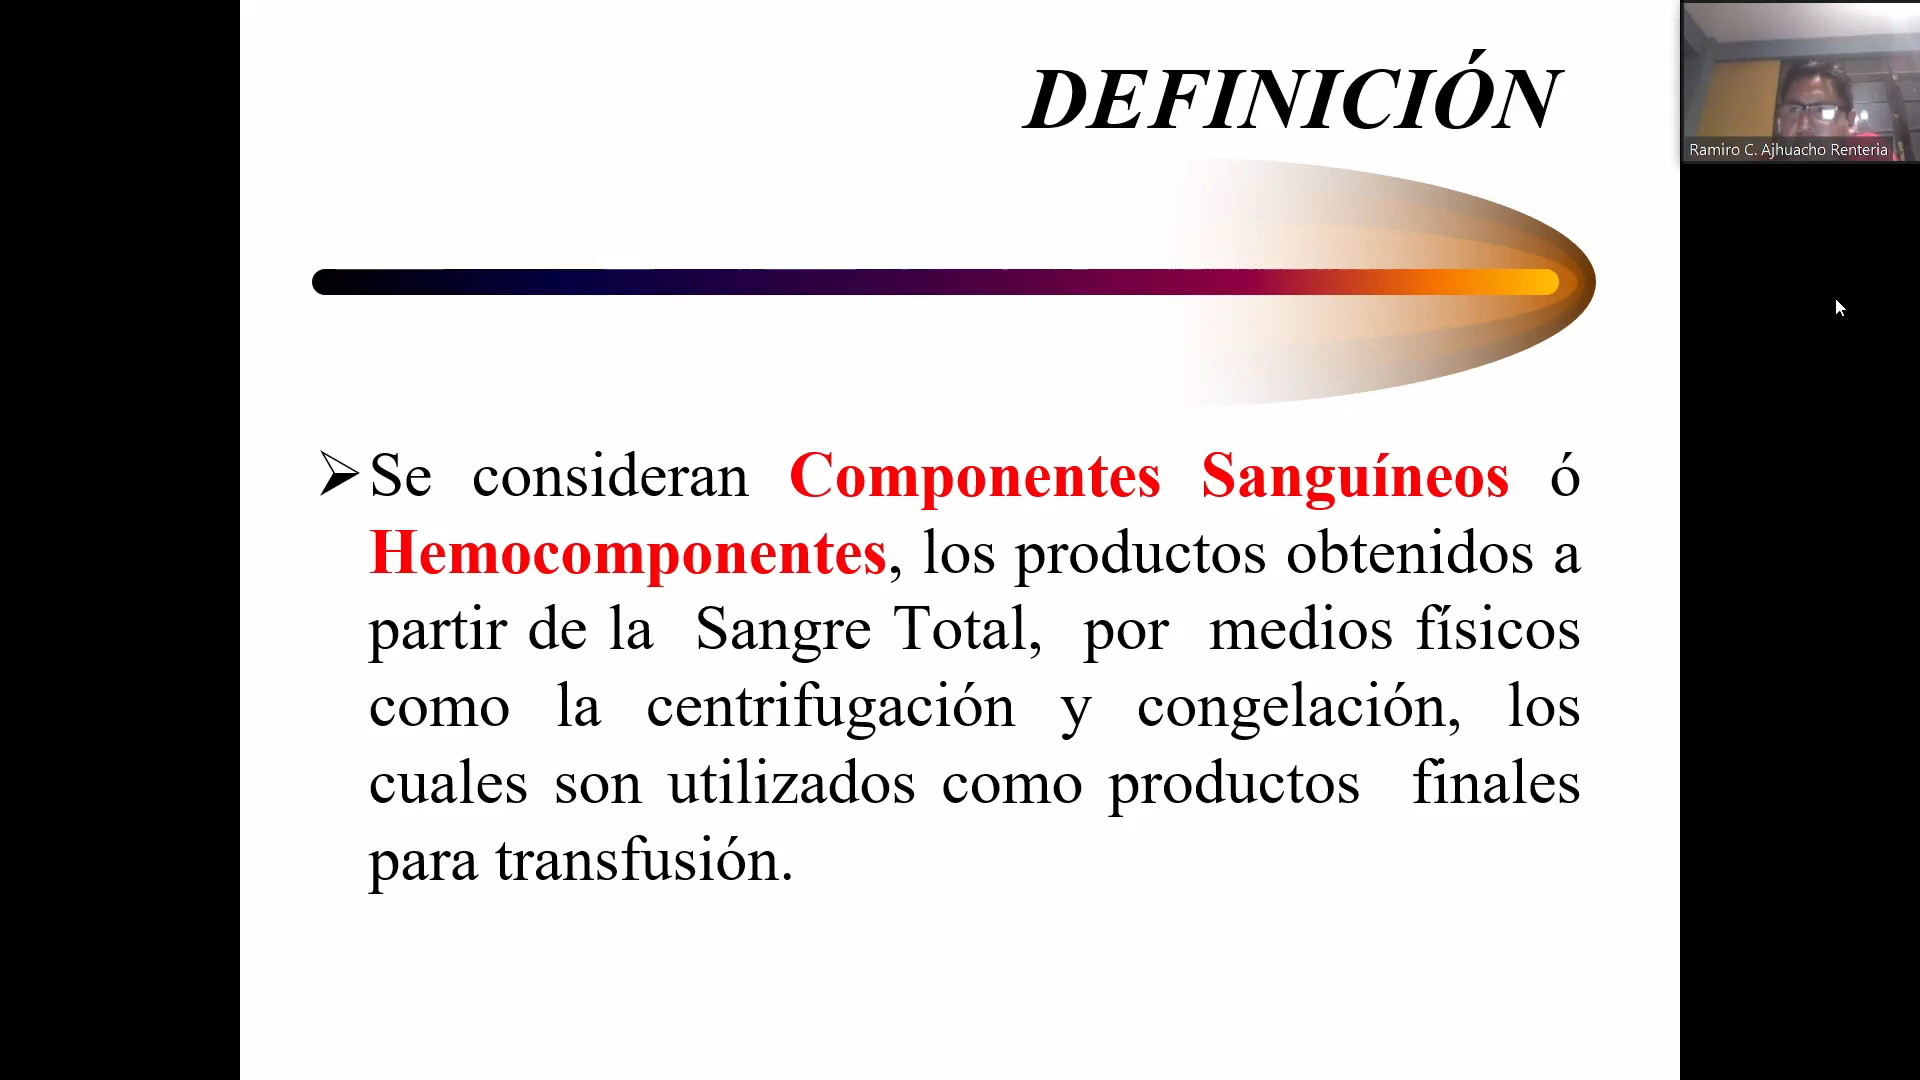 DEFINICIÓN
Ramiro C. Ajhuacho Renteria
Se consideran Componentes Sanguíneos ó
Hemocomponentes, los productos obtenidos a
partir de la Sangre Total, por medios físicos
como la centrifugación y congelación, los
cuales son utilizados como productos finales
para transfusión.